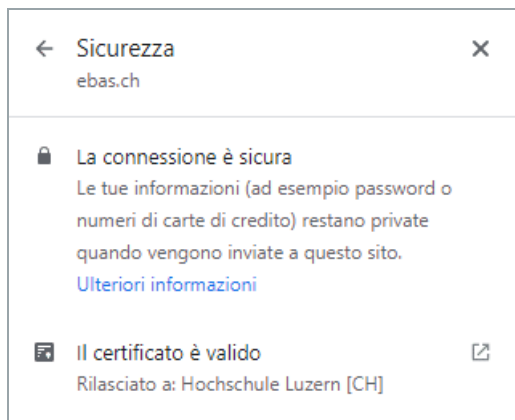 Sicurezza
ebas.ch
La connessione è sicura
Le tue informazioni (ad esempio password o
numeri di carte di credito) restano private
quando vengono inviate a questo sito.
Ulteriori informazioni
Il certificato è valido
Rilasciato a: Hochschule Luzern [CH]